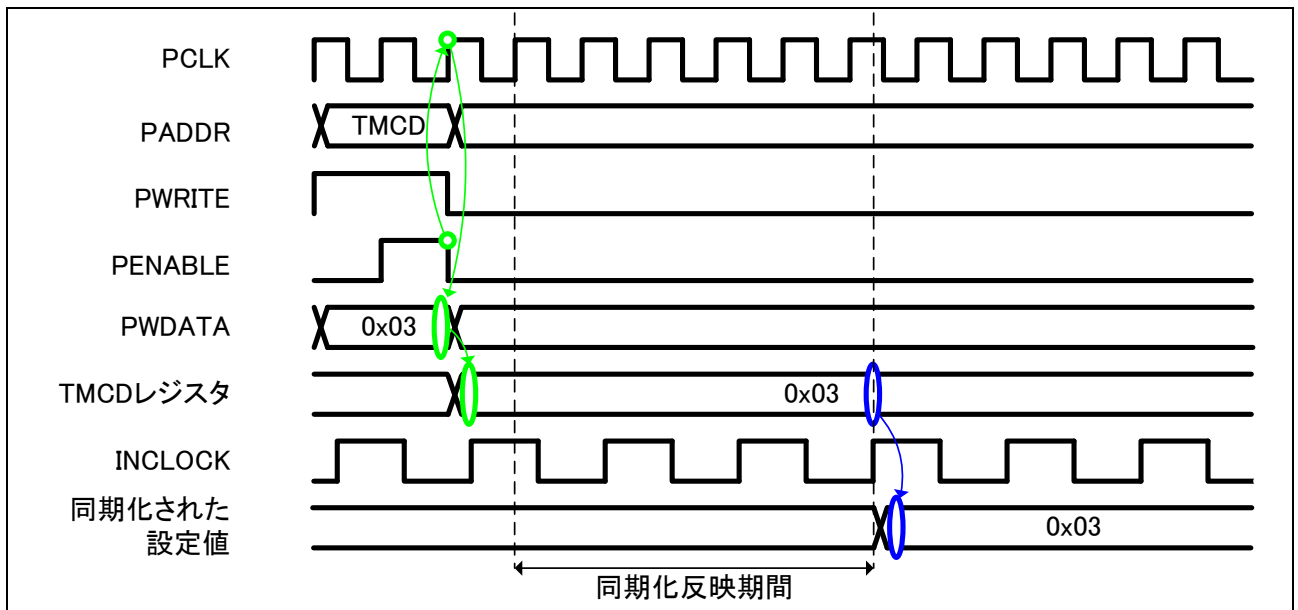 PCLK
PADDR
TMCD
PWRITE
PENABLE
PWDATA
0x03
TMCDレジスタ
0x03
INCLOCK
同期化された
設定値
0x03
同期化反映期間